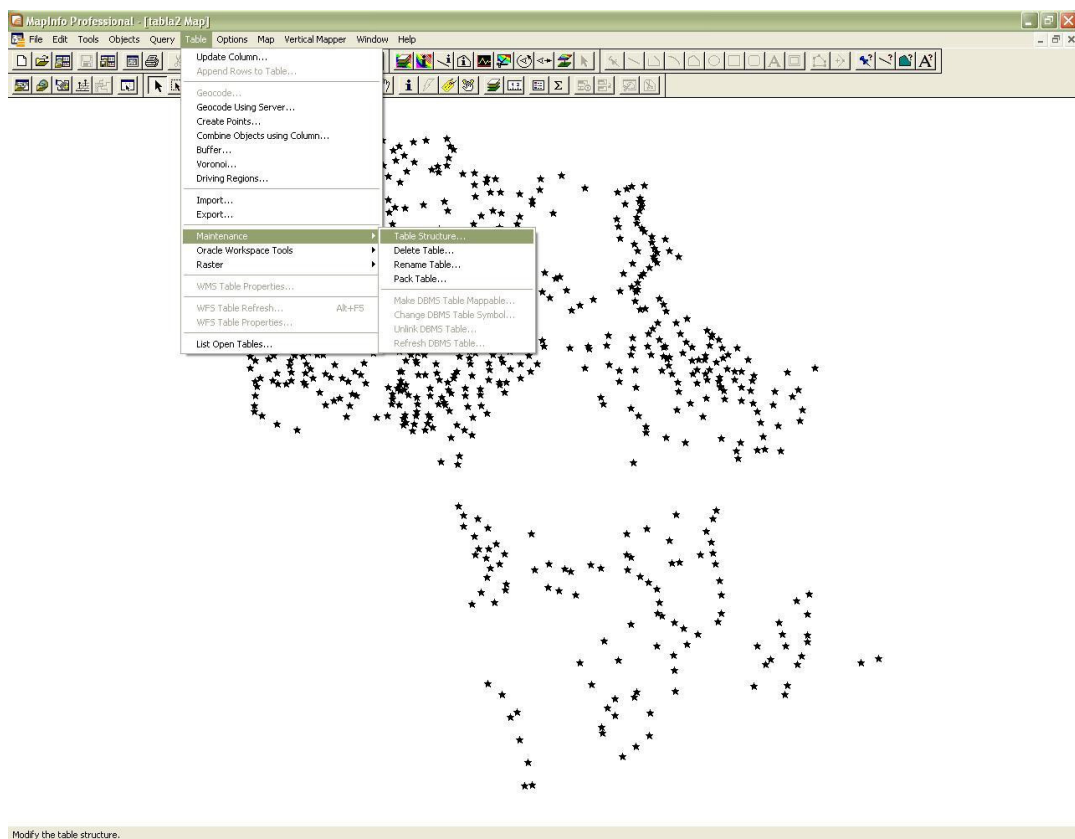 MapInfo Professional - [tabla2 Map]
File Edit Tools Objects Query Table Options Map Vertical Mapper Window Help
Update Column...
Append Rows to Table...
Geocode...
Geocode Using Server...
Create Points...
Combine Objects using Column...
Buffer...
Voronoi...
Driving Regions...
Import...
Export...
Maintenance
Table Structure...
Oracle Workspace Tools
Delete Table...
Raster
Rename Table...
Pack Table...
WMS Table Properties...
Make DBMS Table Mappable...
WFS Table Refresh... Alt+F5
Change DBMS Table Symbol...
WFS Table Properties...
Unlink DBMS Table...
List Open Tables...
Refresh DBMS Table...
Modify the table structure.